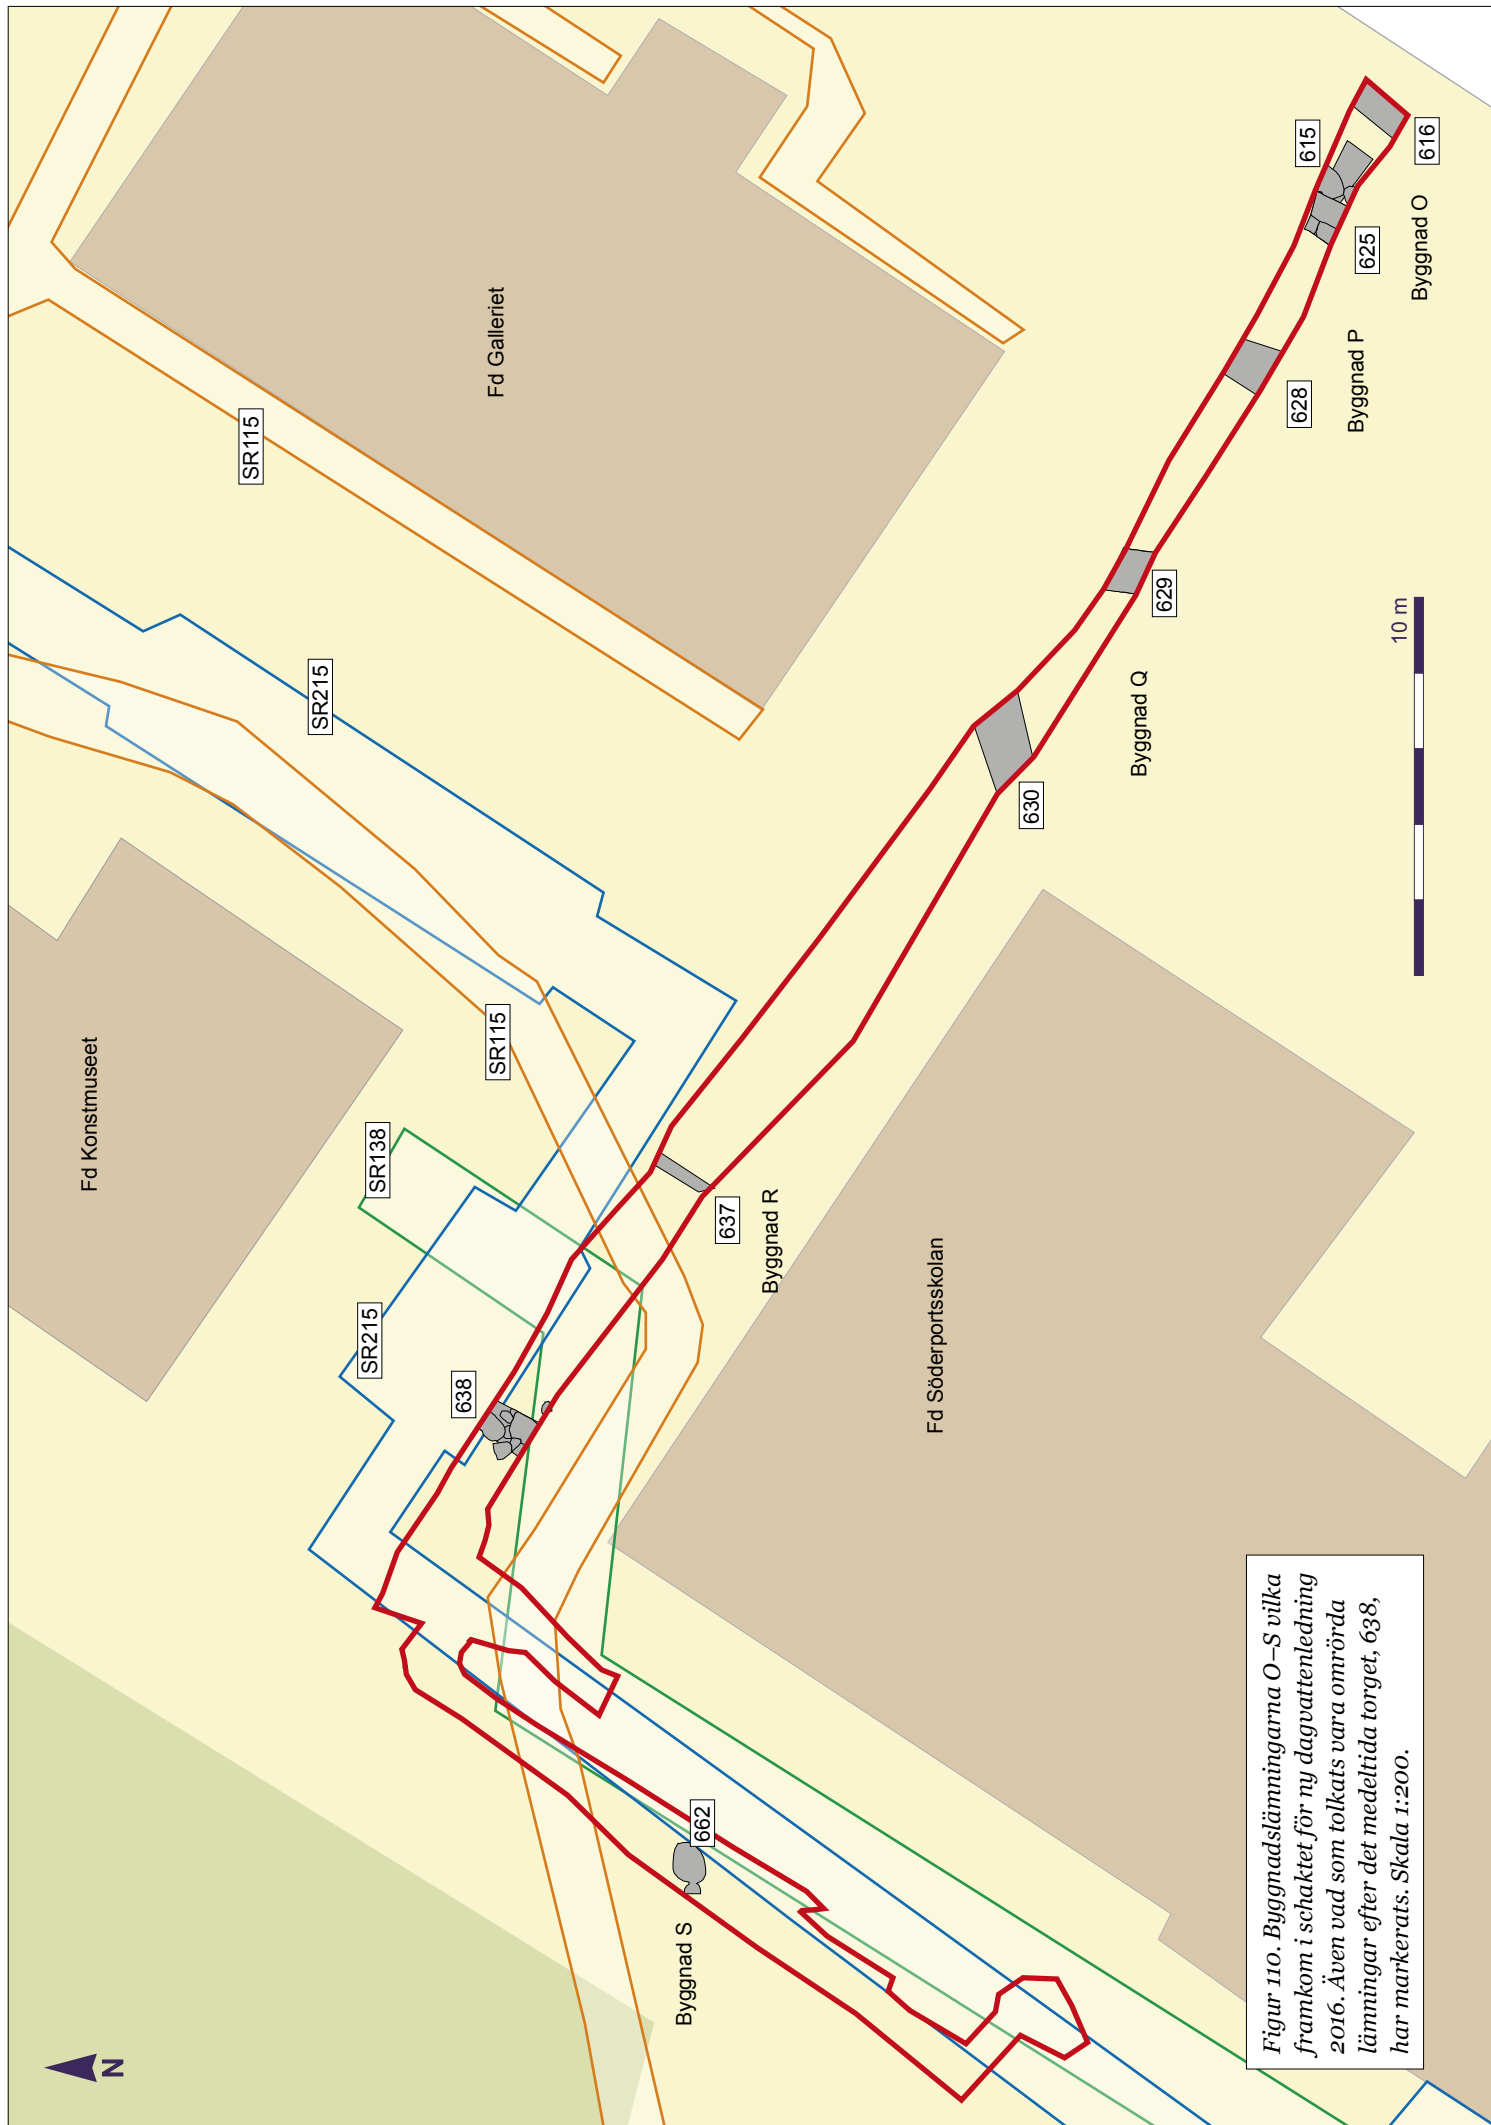 Fd Konstmuseet
Fd Galleriet
SR115
SR215
SR115
SR138
SR215
638
637
Byggnad R
662
Byggnad S
Fd Söderportsskolan
630
Byggnad Q
629
628
Byggnad P
615
625
616
Byggnad O
10 m
N
Figur 110. Byggnadslämningarna O–S vilka
framkom i schaktet för ny dagvattenledning
2016. Även vad som tolkats vara omrörda
lämningar efter det medeltida torget, 638,
har markerats. Skala 1:200.